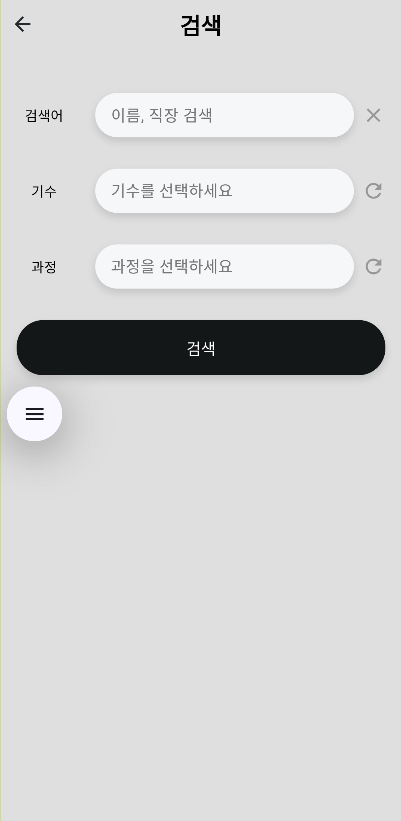 검색
검색어 이름, 직장 검색
기수 기수를 선택하세요
과정 과정을 선택하세요
검색